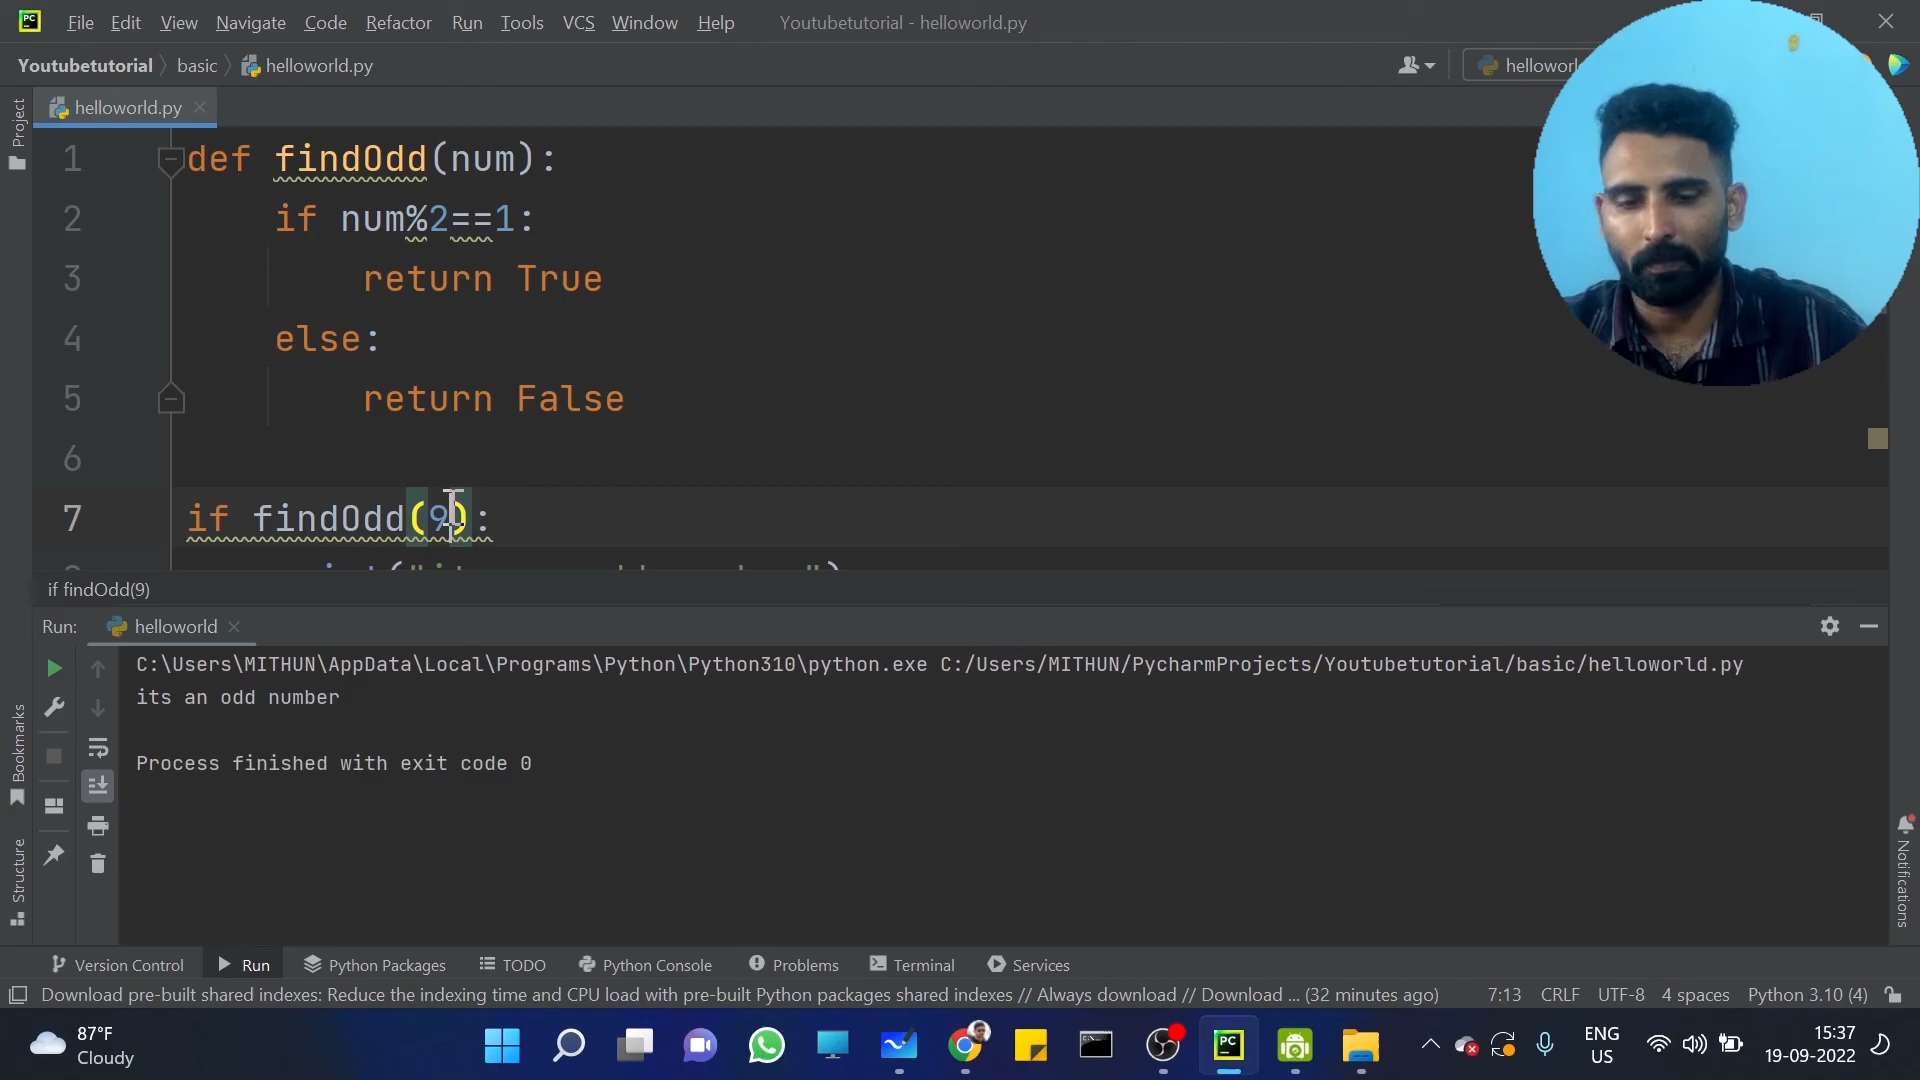 PC File Edit View Navigate Code Refactor Run Tools VCS Window Help Youtubetutorial - helloworld.py
Youtubetutorial basic helloworld.py
helloworld.py
Project
1 def findOdd(num):
2 if num%2==1:
3 return True
4 else:
5 return False
6
7 if findOdd(9):
if findOdd(9)
Run: helloworld
C:\Users\MITHUN\AppData\Local\Programs\Python\Python310\python.exe C:/Users/MITHUN/PycharmProjects/Youtubetutorial/basic/helloworld.py
its an odd number
Process finished with exit code 0
Bookmarks
Structure
Notifications
Version Control Run Python Packages TODO Python Console Problems Terminal Services
Download pre-built shared indexes: Reduce the indexing time and CPU load with pre-built Python packages shared indexes // Always download // Download ... (32 minutes ago) 7:13 CRLF UTF-8 4 spaces Python 3.10 (4)
87°F
Cloudy
PC
ENG
US
15:37
19-09-2022